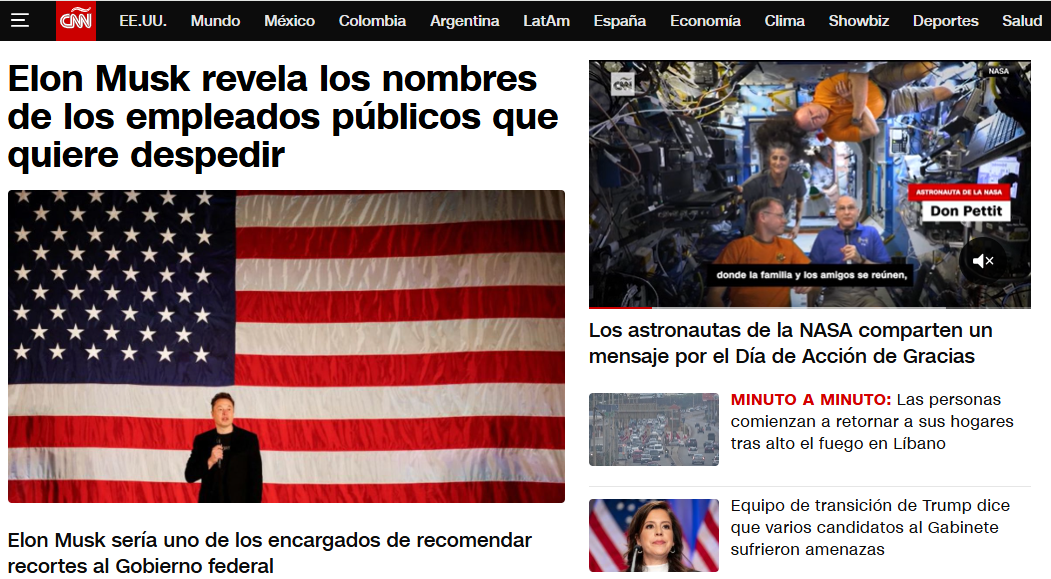 CNN
EE.UU. Mundo México Colombia Argentina LatAm España Economía Clima Showbiz Deportes Salud
Elon Musk revela los nombres
de los empleados públicos que
quiere despedir
Elon Musk sería uno de los encargados de recomendar
recortes al Gobierno federal
CNN
NASA
ASTRONAUTA DE LA NASA
Don Pettit
donde la familia y los amigos se reúnen,
Los astronautas de la NASA comparten un
mensaje por el Día de Acción de Gracias
MINUTO A MINUTO: Las personas
comienzan a retornar a sus hogares
tras alto el fuego en Líbano
Equipo de transición de Trump dice
que varios candidatos al Gabinete
sufrieron amenazas